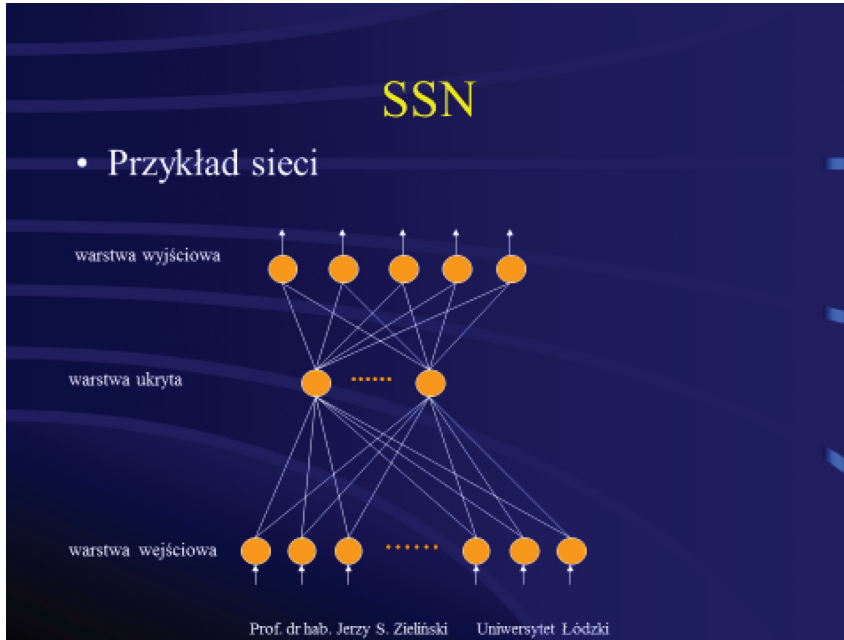 SSN
• Przykład sieci
warstwa wyjściowa
warstwa ukryta
......
warstwa wejściowa
......
Prof. dr hab. Jerzy S. Zieliński Uniwersytet Łódzki